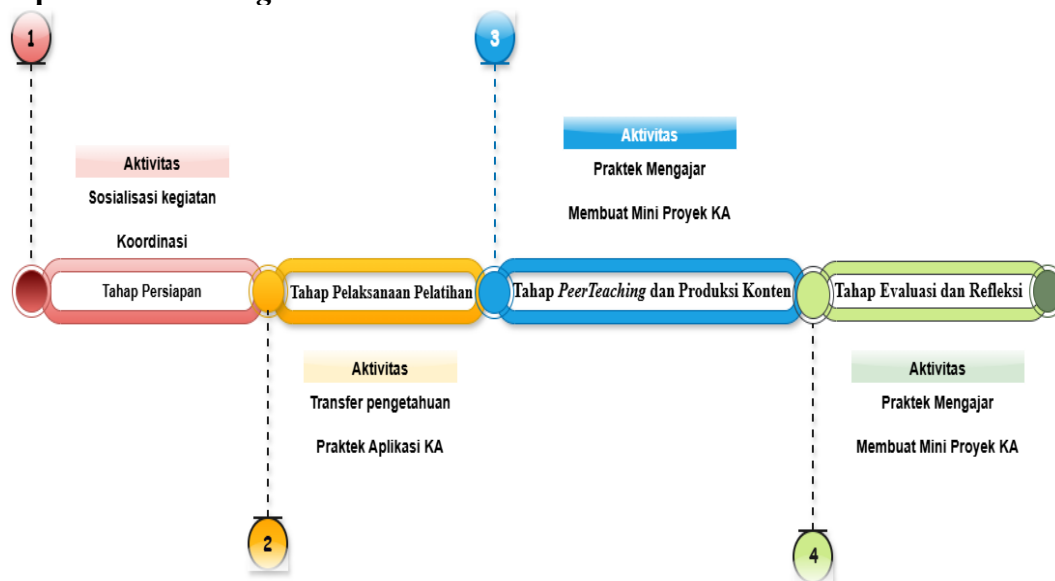 1
3
Aktivitas
Sosialisasi kegiatan
Koordinasi
Aktivitas
Praktek Mengajar
Membuat Mini Proyek KA
Tahap Persiapan
Tahap Pelaksanaan Pelatihan
Tahap PeerTeaching dan Produksi Konten
Tahap Evaluasi dan Refleksi
Aktivitas
Transfer pengetahuan
Praktek Aplikasi KA
Aktivitas
Praktek Mengajar
Membuat Mini Proyek KA
2
4